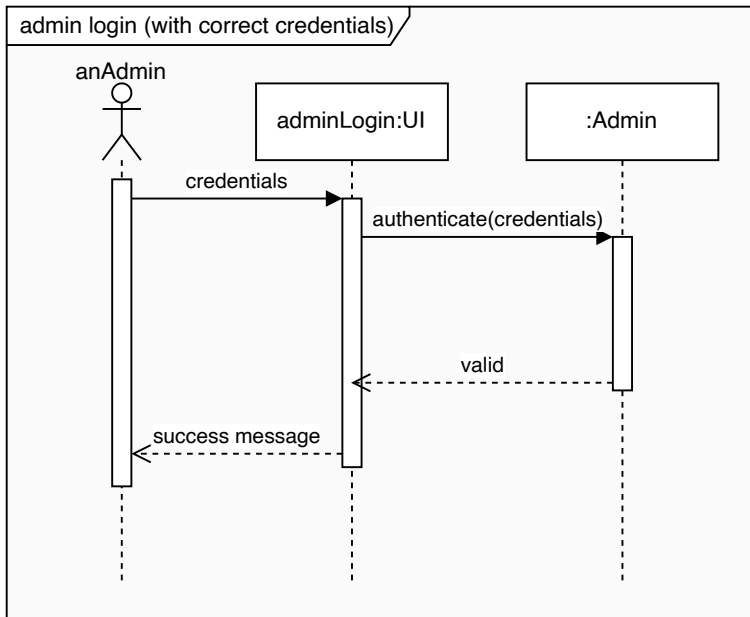 admin login (with correct credentials)
anAdmin
adminLogin:UI
:Admin
credentials
authenticate(credentials)
valid
success message